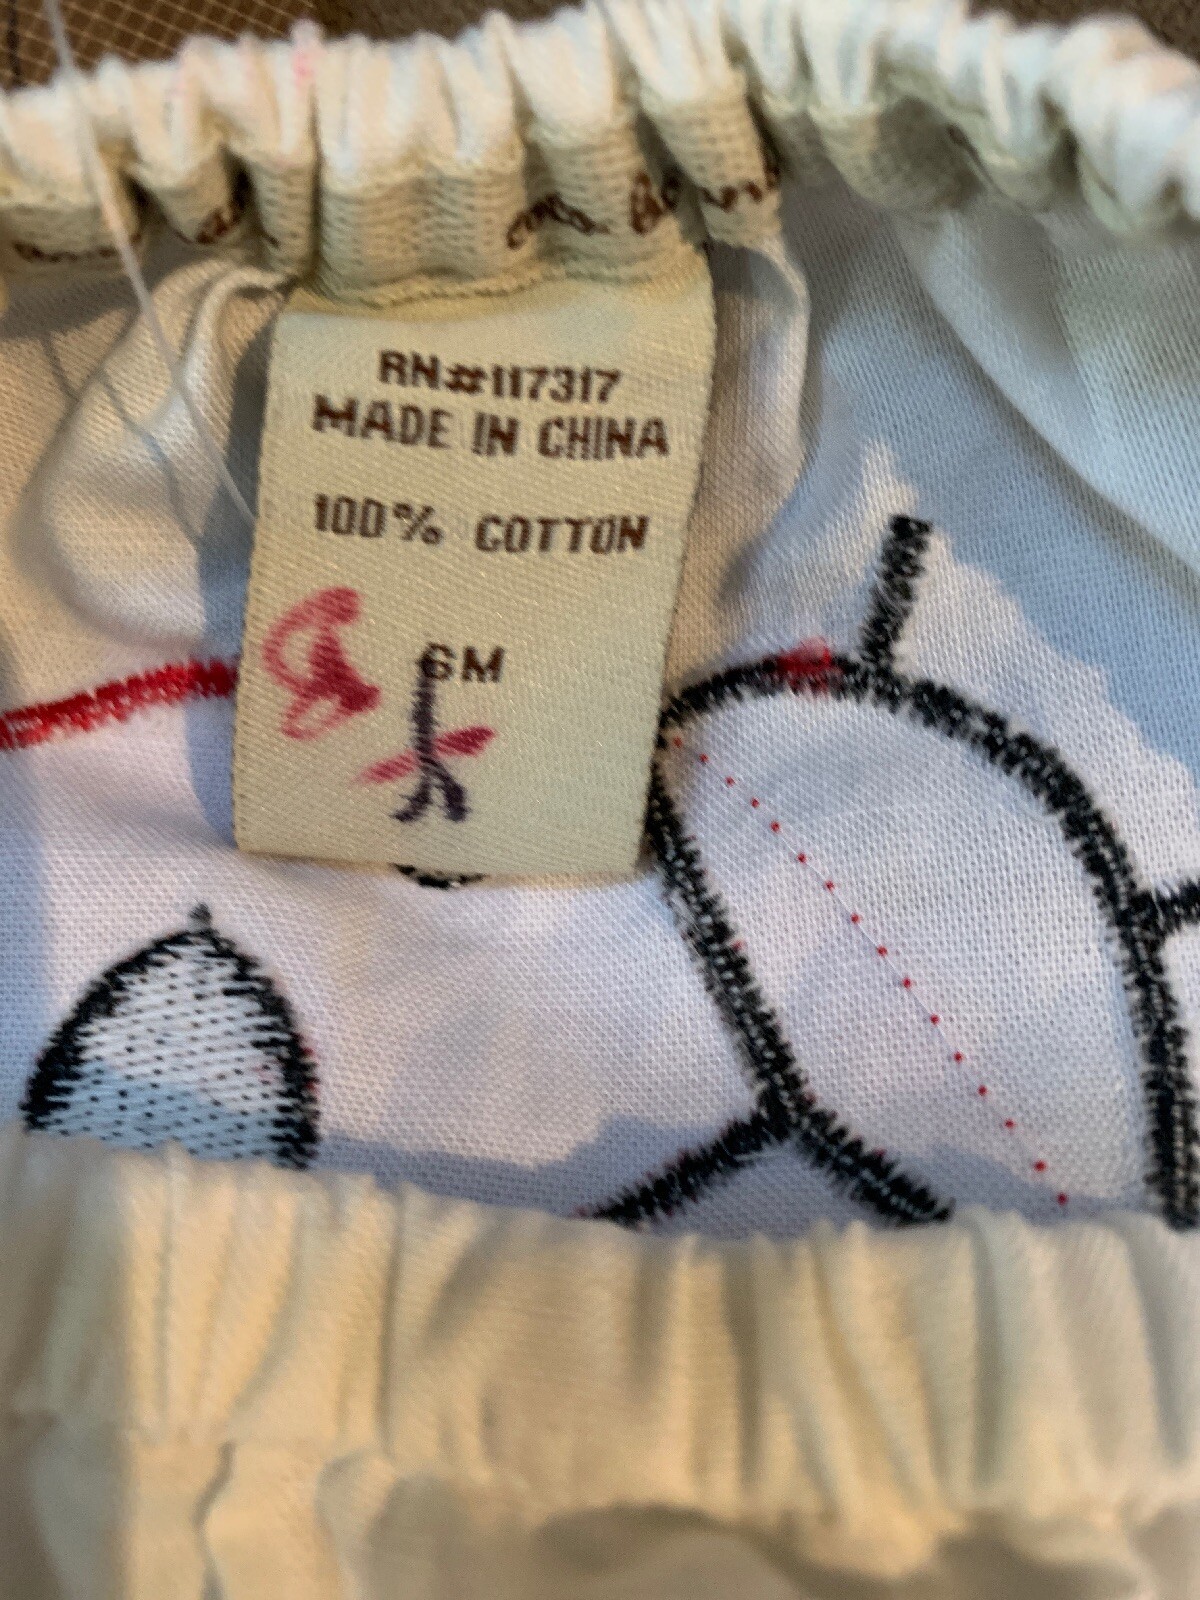 RN#117317
MADE IN CHINA
100% COTTON
6M